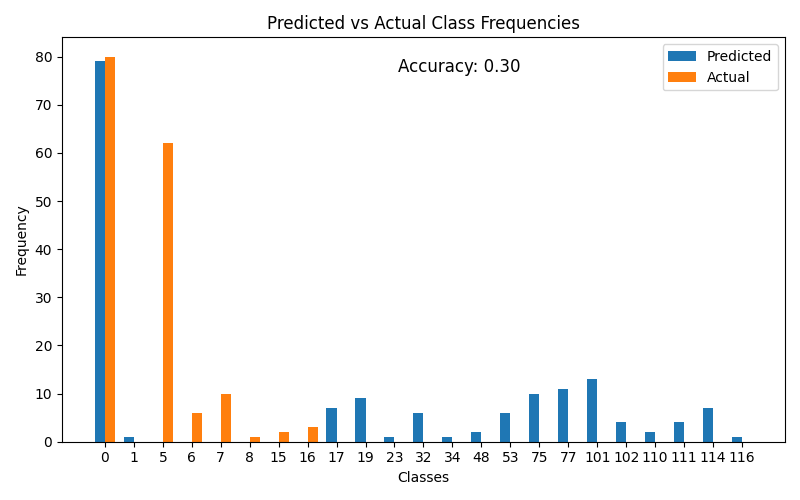 Predicted vs Actual Class Frequencies
Accuracy: 0.30
Predicted
Actual
Frequency
80
70
60
50
40
30
20
10
0
0 1 5 6 7 8 15 16 17 19 23 32 34 48 53 75 77 101 102 110 111 114 116
Classes